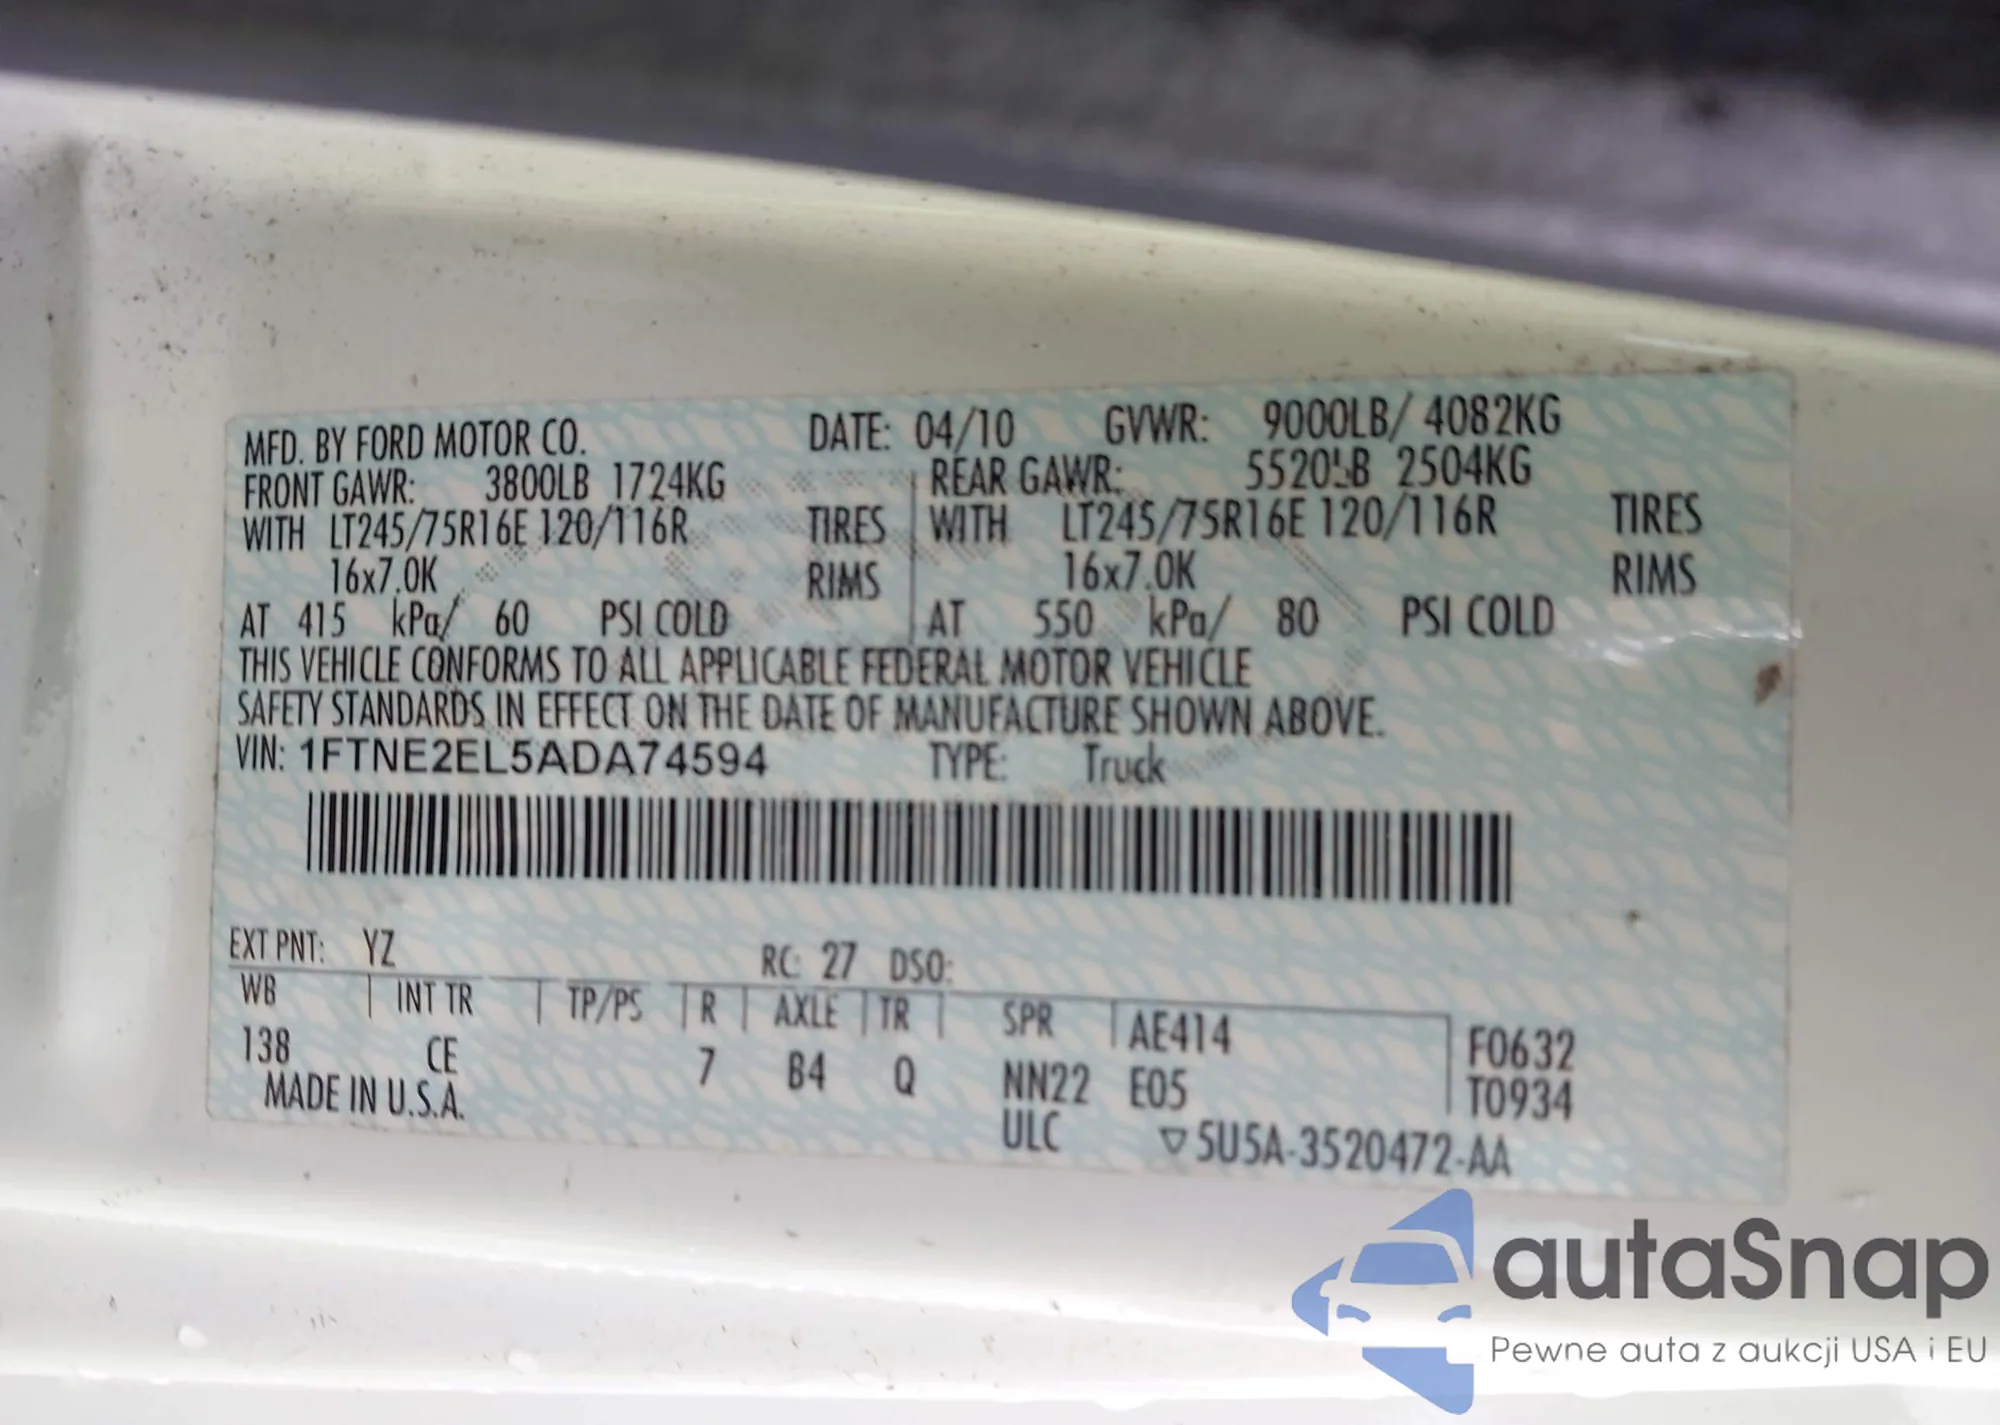 MFD. BY FORD MOTOR CO. DATE: 04/10 GVWR: 9000LB/ 4082KG
FRONT GAWR: 3800LB 1724KG REAR GAWR: 5520LB 2504KG
WITH LT245/75R16E 120/116R TIRES WITH LT245/75R16E 120/116R TIRES
16x7.0K RIMS 16x7.0K RIMS
AT 415 kPa/ 60 PSI COLD AT 550 kPa/ 80 PSI COLD
THIS VEHICLE CONFORMS TO ALL APPLICABLE FEDERAL MOTOR VEHICLE
SAFETY STANDARDS IN EFFECT ON THE DATE OF MANUFACTURE SHOWN ABOVE.
VIN: 1FTNE2EL5ADA74594 TYPE: Truck
EXT PNT: YZ RC: 27 DSO:
WB INT TR TP/PS R AXLE TR SPR AE414 F0632
138 CE 7 B4 Q NN22 E05 T0934
MADE IN U.S.A. ULC ▽5U5A-3520472-AA
autaSnap
Pewne auta z aukcji USA i EU